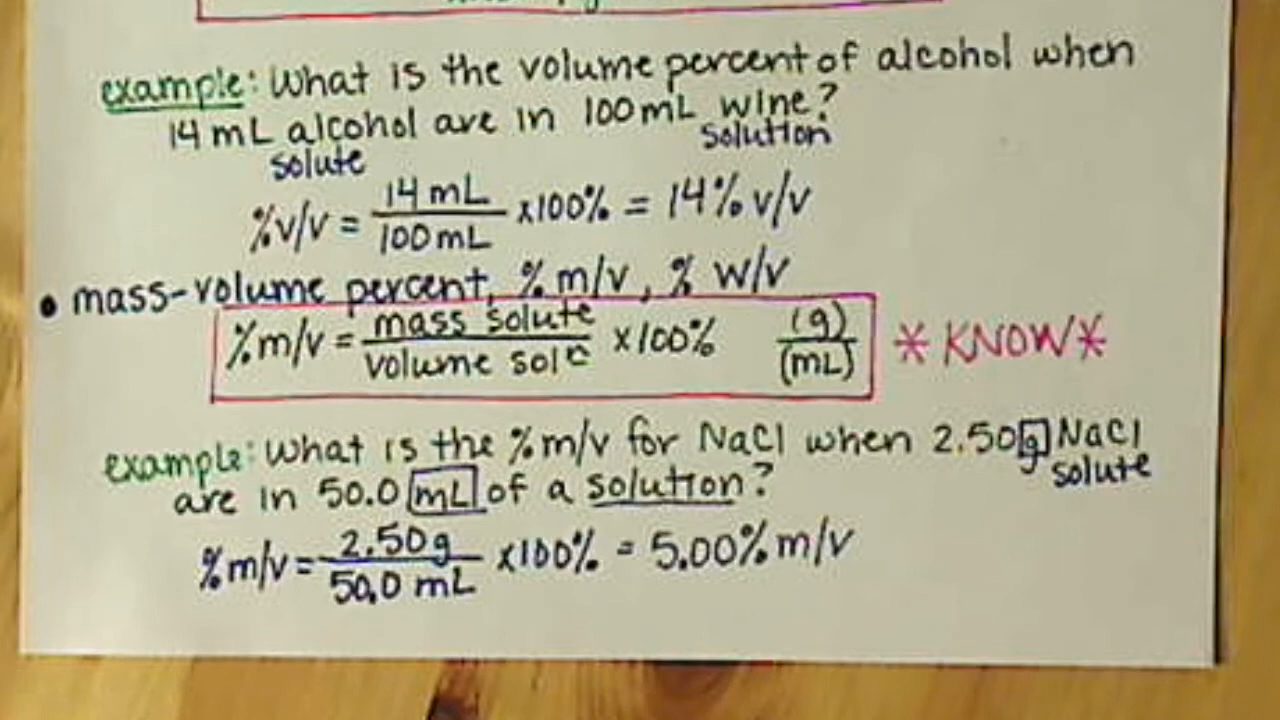 example: What is the volume percent of alcohol when
14 mL alcohol are in 100 mL wine?
solute solution
%v/v = 14 mL / 100 mL x100% = 14% v/v
• mass-volume percent, % m/v, % w/v
%m/v = mass solute / volume sol⁠ⁿ x100% (g) / (mL) * KNOW *
example: What is the %m/v for NaCl when 2.50 g NaCl
solute
are in 50.0 mL of a solution?
%m/v = 2.50 g / 50.0 mL x100% = 5.00% m/v